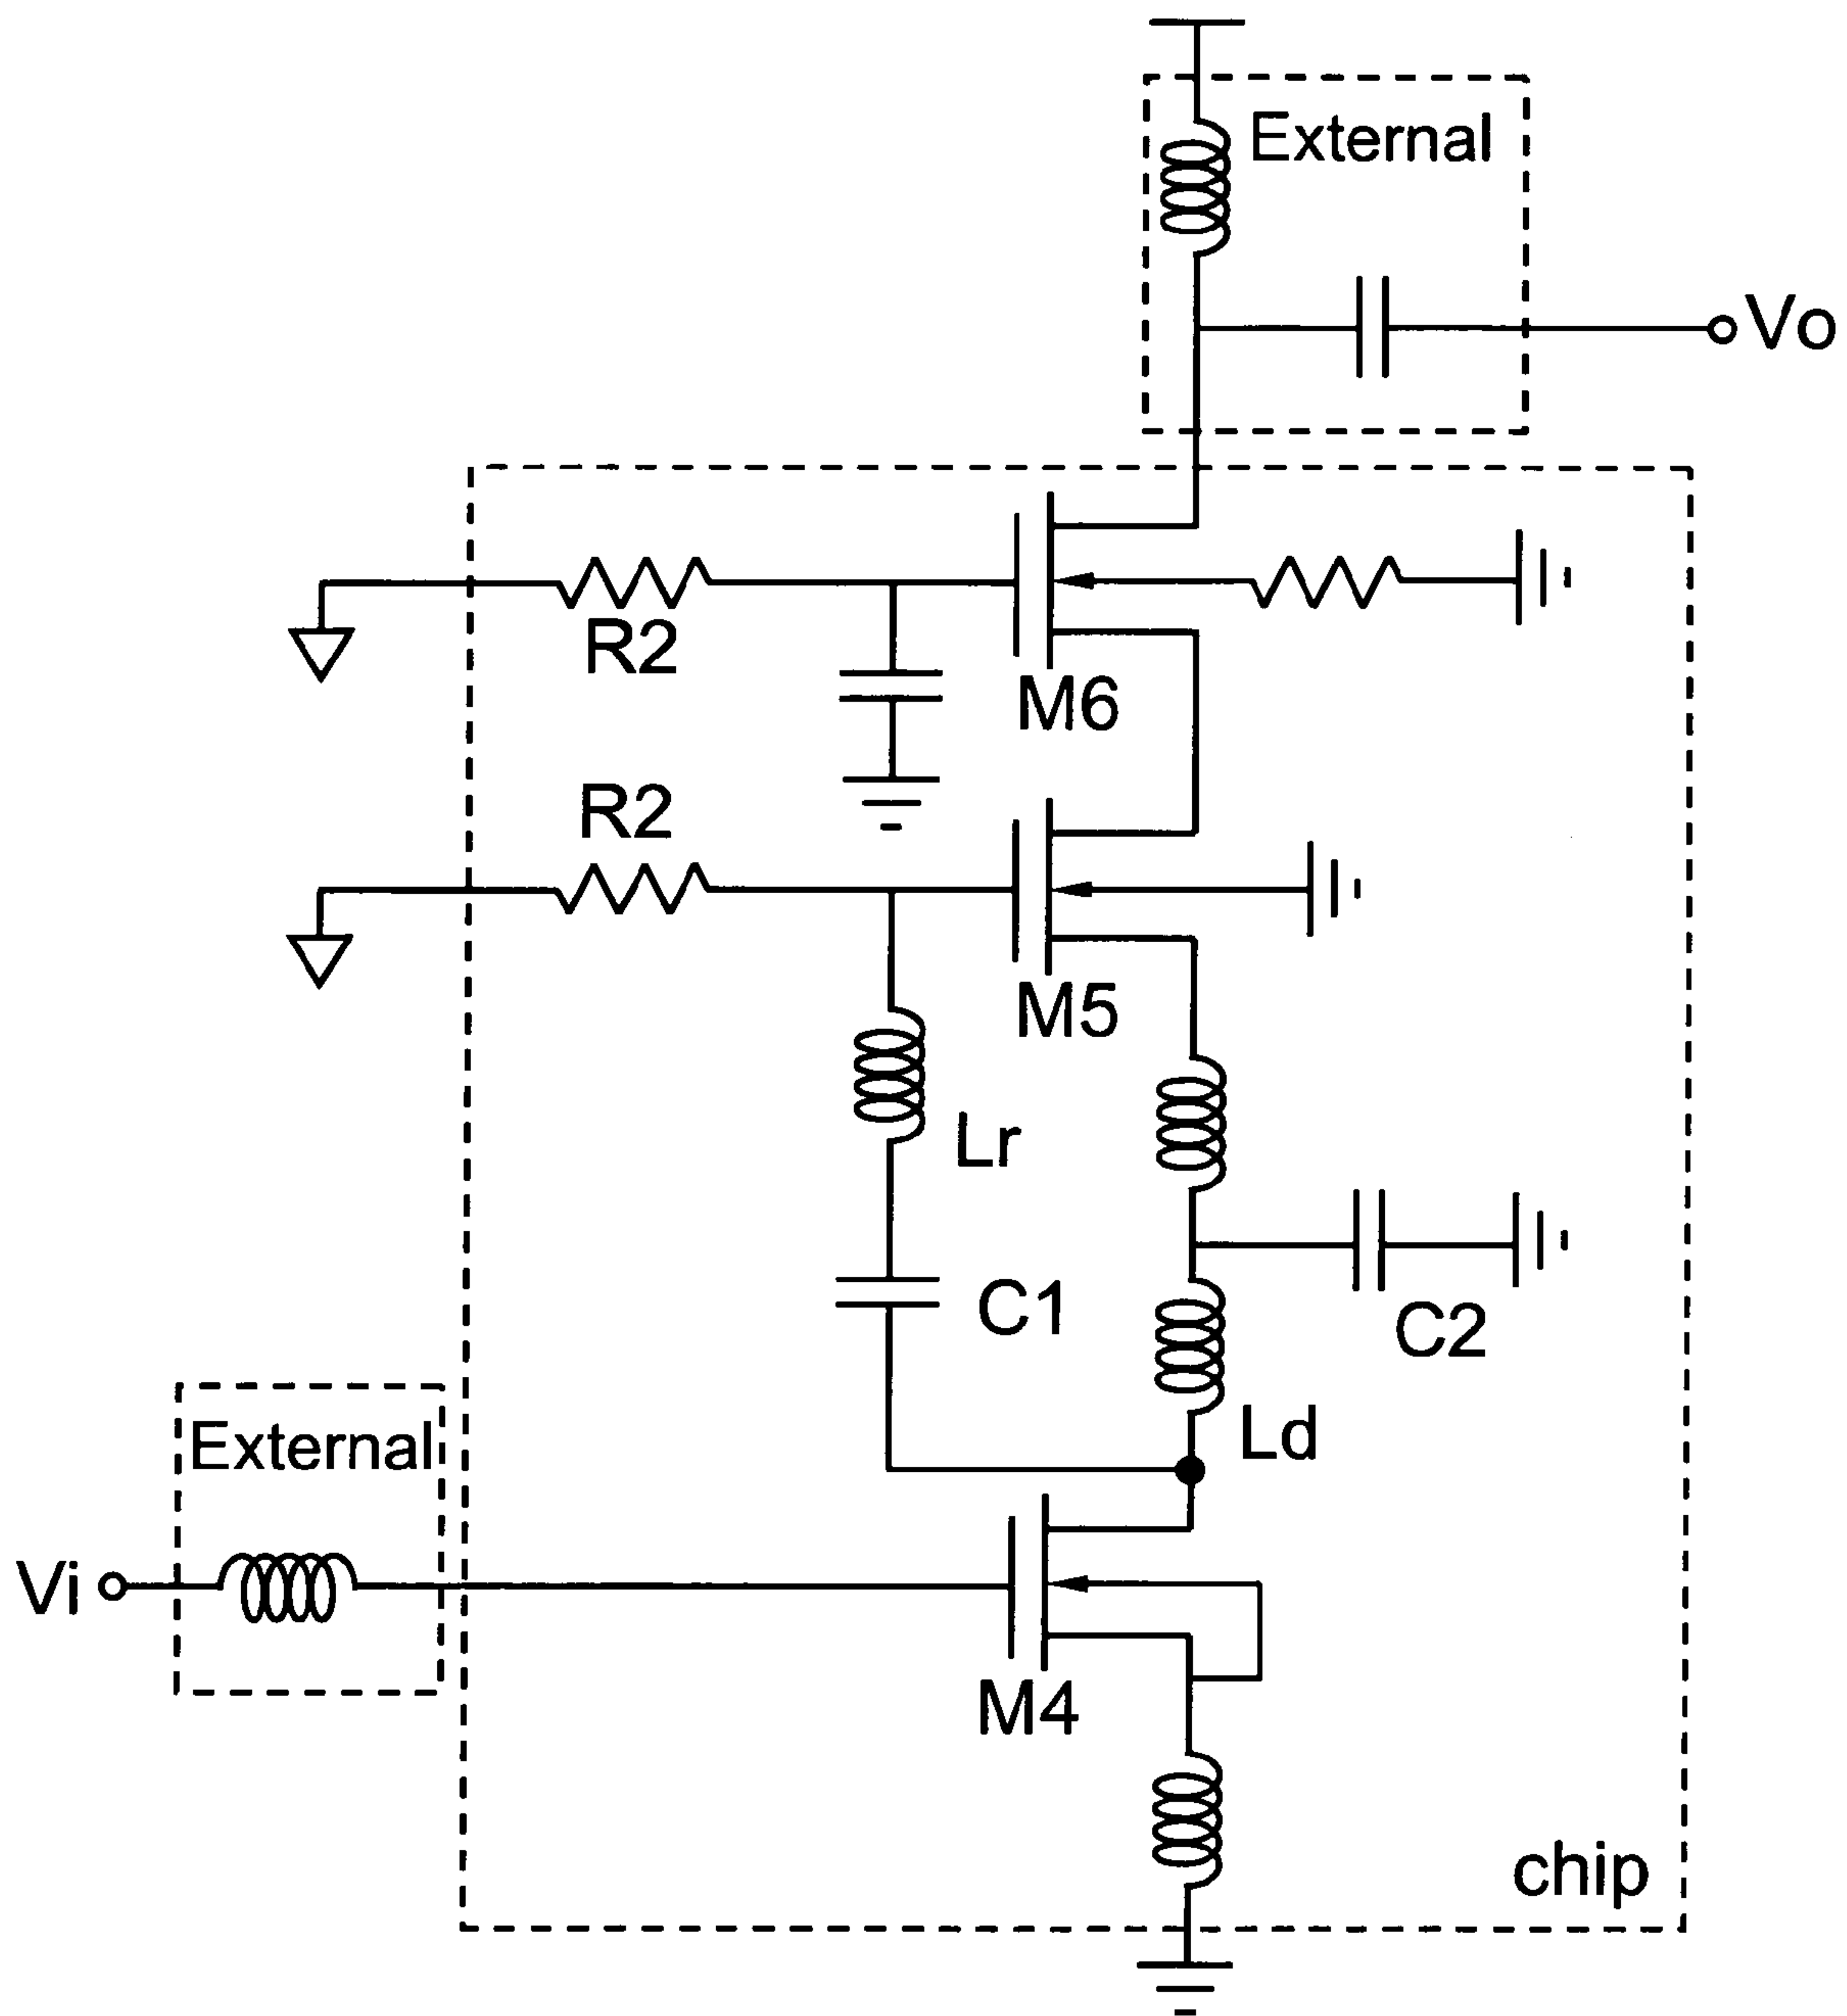 External
Vo
R2
M6
R2
M5
Lr
C1
C2
External
Ld
Vi
M4
chip